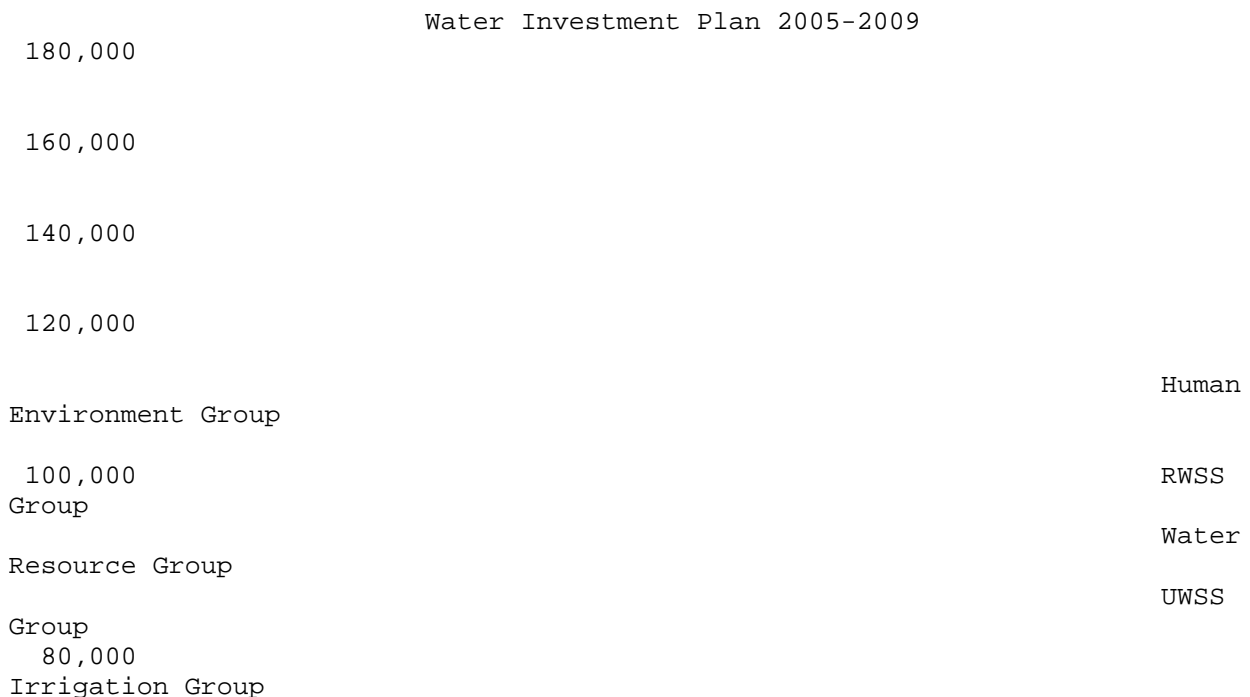 Water Investment Plan 2005-2009
180,000
160,000
140,000
120,000
Human
Environment Group
100,000 RWSS
Group
Water
Resource Group
UWSS
Group
80,000
Irrigation Group